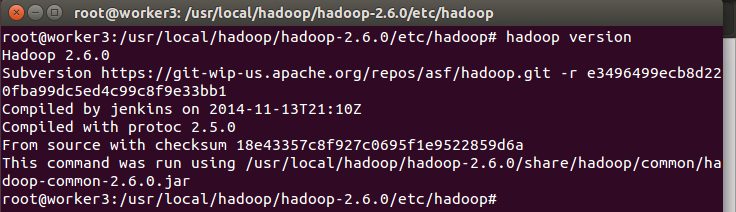 root@worker3: /usr/local/hadoop/hadoop-2.6.0/etc/hadoop
root@worker3:/usr/local/hadoop/hadoop-2.6.0/etc/hadoop# hadoop version
Hadoop 2.6.0
Subversion https://git-wip-us.apache.org/repos/asf/hadoop.git -r e3496499ecb8d22
0fba99dc5ed4c99c8f9e33bb1
Compiled by jenkins on 2014-11-13T21:10Z
Compiled with protoc 2.5.0
From source with checksum 18e43357c8f927c0695f1e9522859d6a
This command was run using /usr/local/hadoop/hadoop-2.6.0/share/hadoop/common/ha
doop-common-2.6.0.jar
root@worker3:/usr/local/hadoop/hadoop-2.6.0/etc/hadoop#